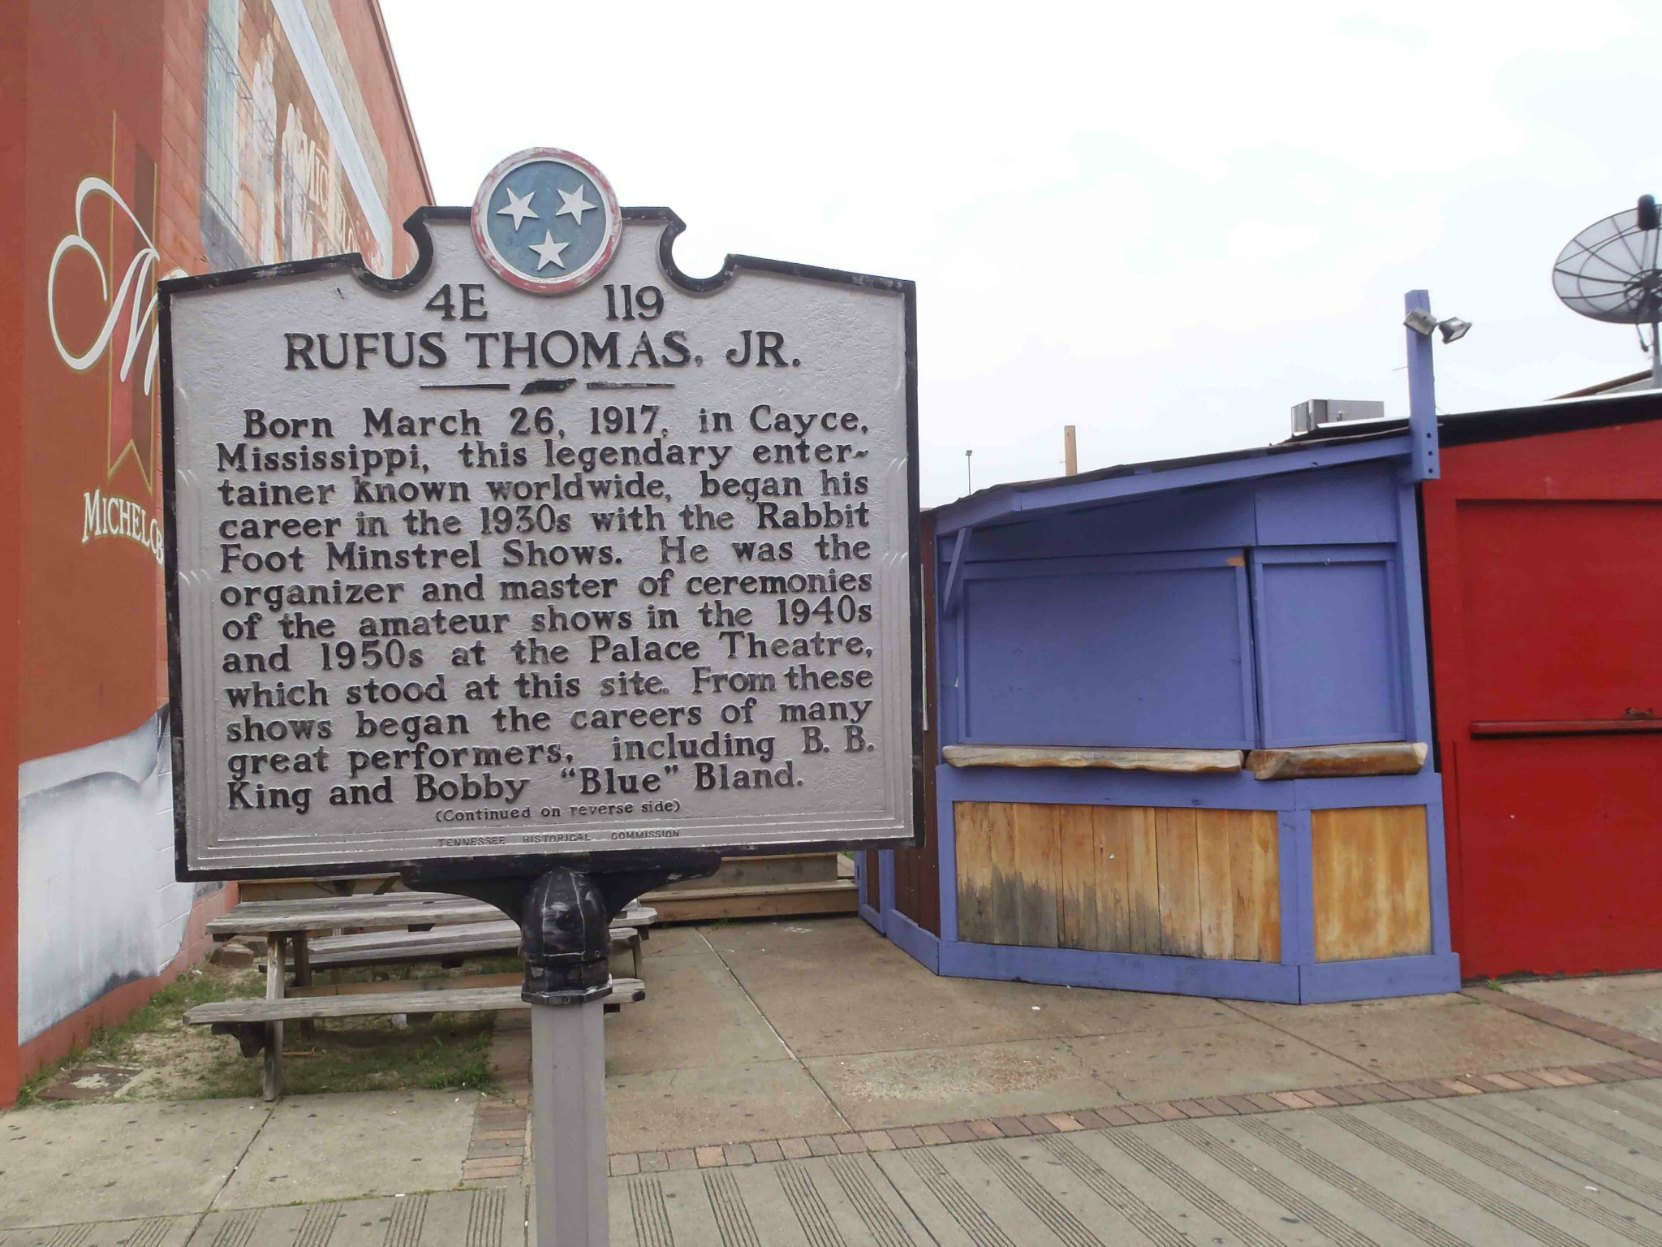 4E 119
RUFUS THOMAS, JR.
Born March 26, 1917, in Cayce,
Mississippi, this legendary enter-
tainer known worldwide, began his
career in the 1930s with the Rabbit
Foot Minstrel Shows. He was the
organizer and master of ceremonies
of the amateur shows in the 1940s
and 1950s at the Palace Theatre,
which stood at this site. From these
shows began the careers of many
great performers, including B. B.
King and Bobby "Blue" Bland.
(Continued on reverse side)
TENNESSEE HISTORICAL COMMISSION
M
MICHELOB